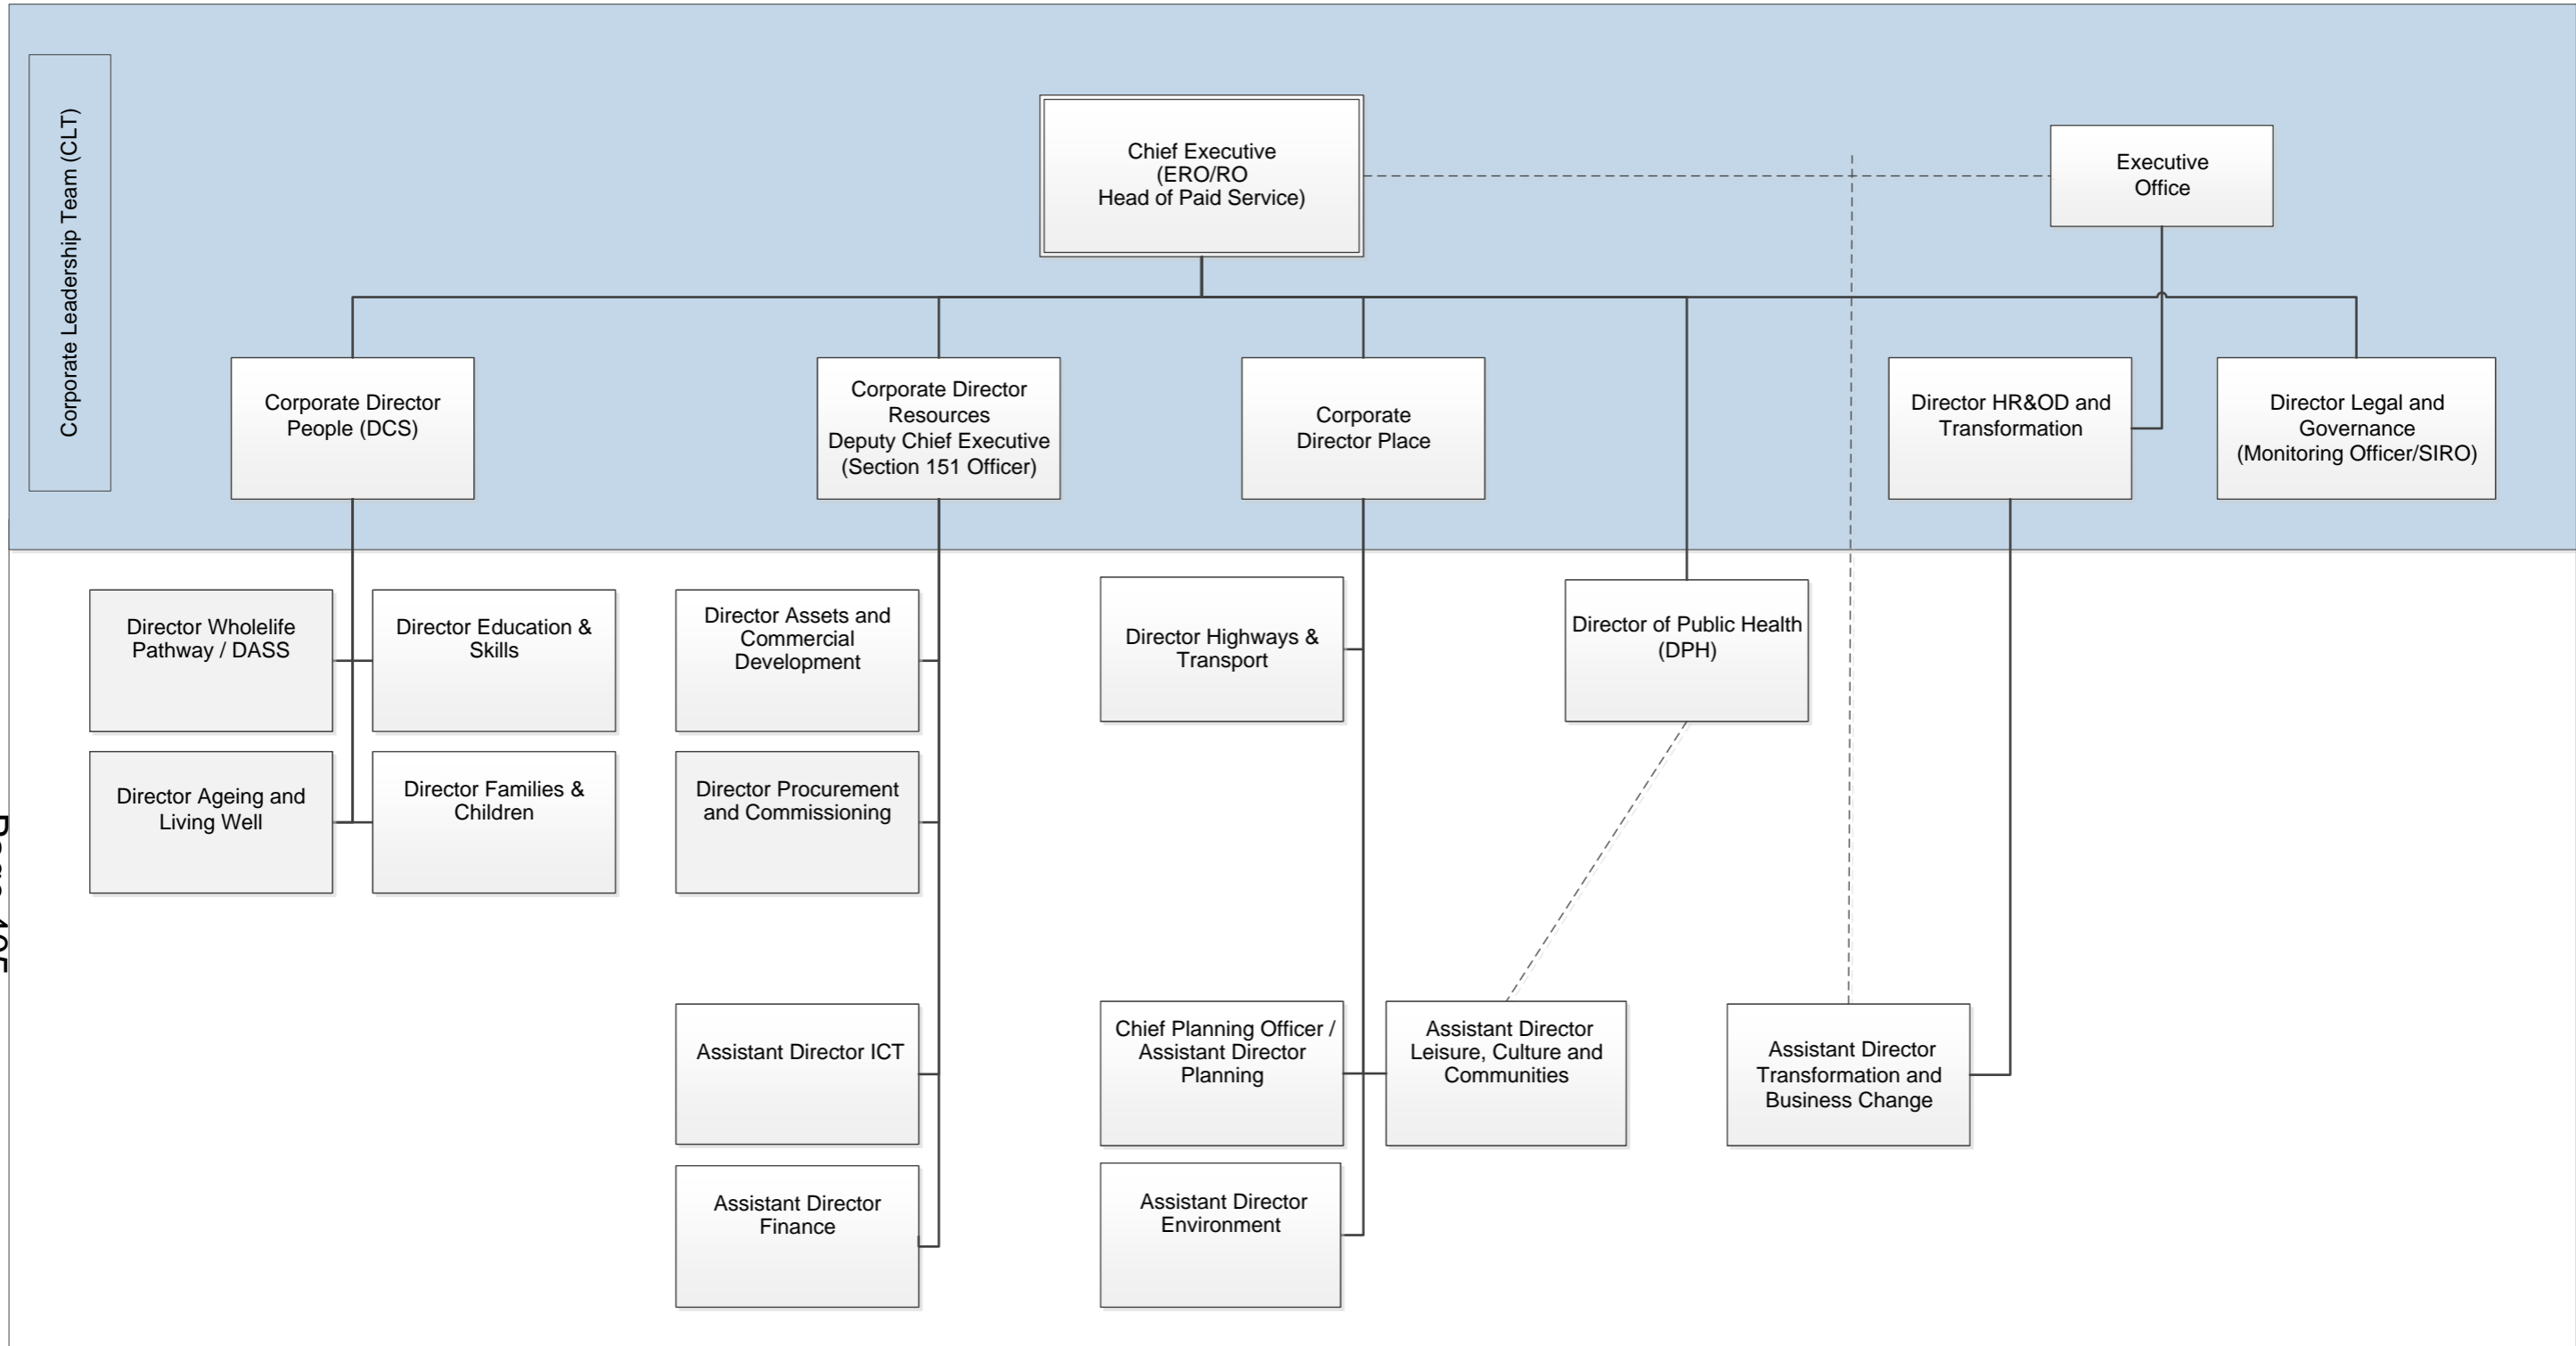 Corporate Leadership Team (CLT)
Chief Executive
(ERO/RO
Head of Paid Service)
Executive
Office
Corporate Director
People (DCS)
Corporate Director
Resources
Deputy Chief Executive
(Section 151 Officer)
Corporate
Director Place
Director HR&OD and
Transformation
Director Legal and
Governance
(Monitoring Officer/SIRO)
Director Wholelife
Pathway / DASS
Director Education &
Skills
Director Assets and
Commercial
Development
Director Highways &
Transport
Director of Public Health
(DPH)
Director Ageing and
Living Well
Director Families &
Children
Director Procurement
and Commissioning
Assistant Director ICT
Chief Planning Officer /
Assistant Director
Planning
Assistant Director
Leisure, Culture and
Communities
Assistant Director
Transformation and
Business Change
Assistant Director
Finance
Assistant Director
Environment